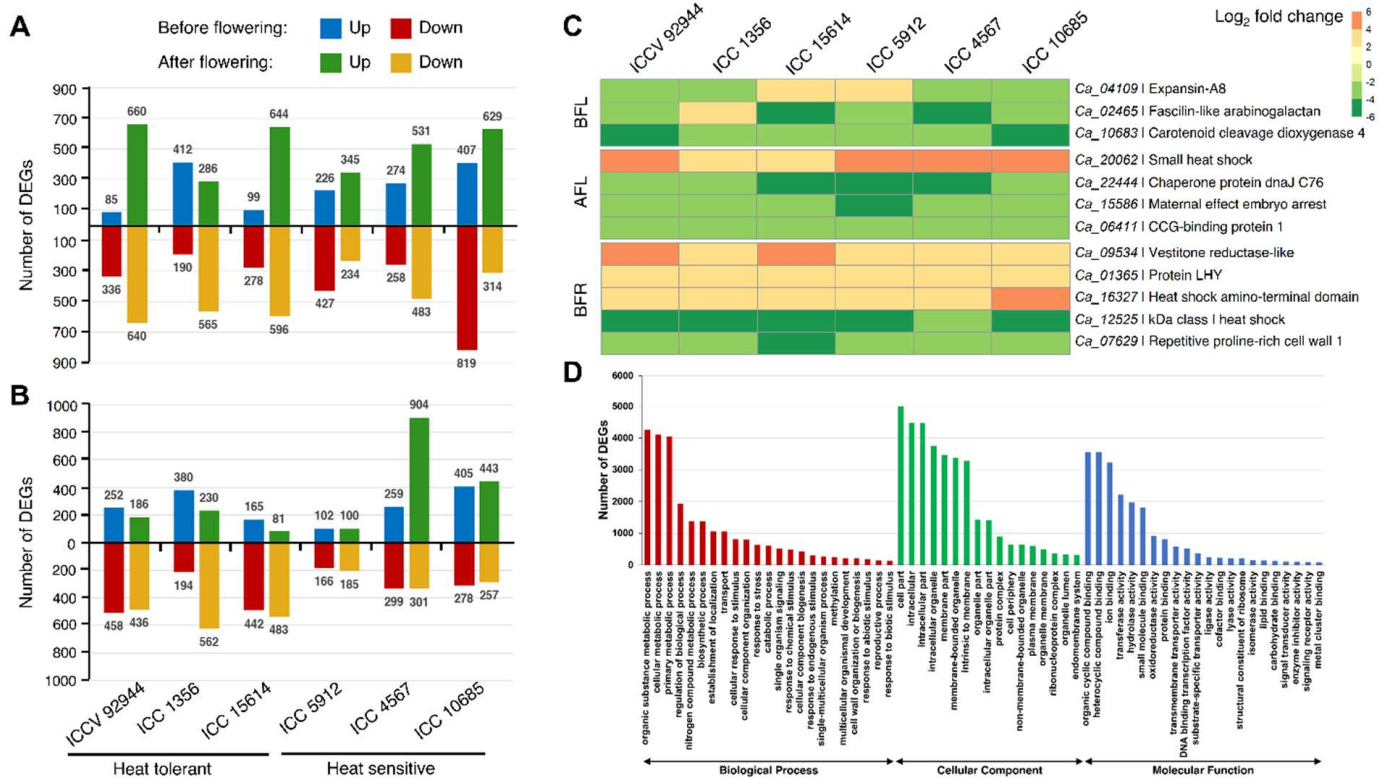 A
Before flowering: Up Down
After flowering: Up Down
Number of DEGs
900
700
500
300
100
100
300
500
700
900
85 660 412 286 99 644 226 345 274 531 407 629
336 640 190 565 278 596 427 234 258 483 819 314
B
Number of DEGs
1000
800
600
400
200
0
200
400
600
800
1000
252 186 380 230 165 81 102 100 259 904 405 443
458 436 194 562 442 483 166 185 299 301 278 257
ICCV 92944 ICC 1356 ICC 15614 ICC 5912 ICC 4567 ICC 10685
Heat tolerant Heat sensitive
C
ICCV 92944 ICC 1356 ICC 15614 ICC 5912 ICC 4567 ICC 10685
Log2 fold change
6
4
2
0
-2
-4
-6
BFL
Ca_04109 | Expansin-A8
Ca_02465 | Fascilin-like arabinogalactan
Ca_10683 | Carotenoid cleavage dioxygenase 4
AFL
Ca_20062 | Small heat shock
Ca_22444 | Chaperone protein dnaJ C76
Ca_15586 | Maternal effect embryo arrest
Ca_06411 | CCG-binding protein 1
BFR
Ca_09534 | Vestitone reductase-like
Ca_01365 | Protein LHY
Ca_16327 | Heat shock amino-terminal domain
Ca_12525 | kDa class I heat shock
Ca_07629 | Repetitive proline-rich cell wall 1
D
Number of DEGs
6000
5000
4000
3000
2000
1000
0
organic substance metabolic process
cellular metabolic process
primary metabolic process
regulation of biological process
nitrogen compound metabolic process
biosynthetic process
establishment of localization
transport
cellular response to stimulus
cellular component organization
response to stress
catabolic process
single organism signaling
response to chemical stimulus
cellular component biogenesis
response to endogenous stimulus
single-multicellular organism process
methylation
multicellular organismal development
cell wall organization or biogenesis
response to abiotic stimulus
reproductive process
response to biotic stimulus
cell part
intracellular
intracellular part
intracellular organelle
membrane part
membrane-bounded organelle
intrinsic to membrane
organelle part
intracellular organelle part
protein complex
cell periphery
non-membrane-bounded organelle
plasma membrane
organelle membrane
ribonucleoprotein complex
organelle lumen
endomembrane system
organic cyclic compound binding
heterocyclic compound binding
ion binding
transferase activity
hydrolase activity
small molecule binding
oxidoreductase activity
protein binding
transmembrane transporter activity
DNA binding transcription factor activity
substrate-specific transporter activity
ligase activity
cofactor binding
lyase activity
structural constituent of ribosome
isomerase activity
lipid binding
carbohydrate binding
signal transducer activity
enzyme inhibitor activity
signaling receptor activity
metal cluster binding
Biological Process Cellular Component Molecular Function